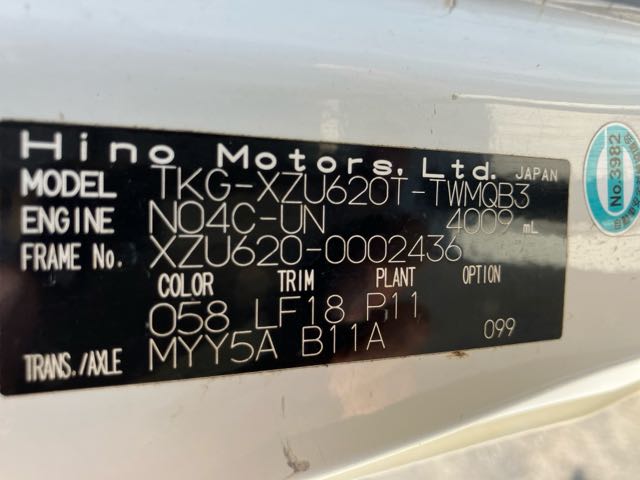 Hino Motors, Ltd. JAPAN
MODEL TKG-XZU620T-TWMQB3
ENGINE N04C-UN 4009 mL
FRAME No. XZU620-0002436
COLOR TRIM PLANT OPTION
058 LF18 P11 099
TRANS./AXLE MYY5A B11A
No.3982